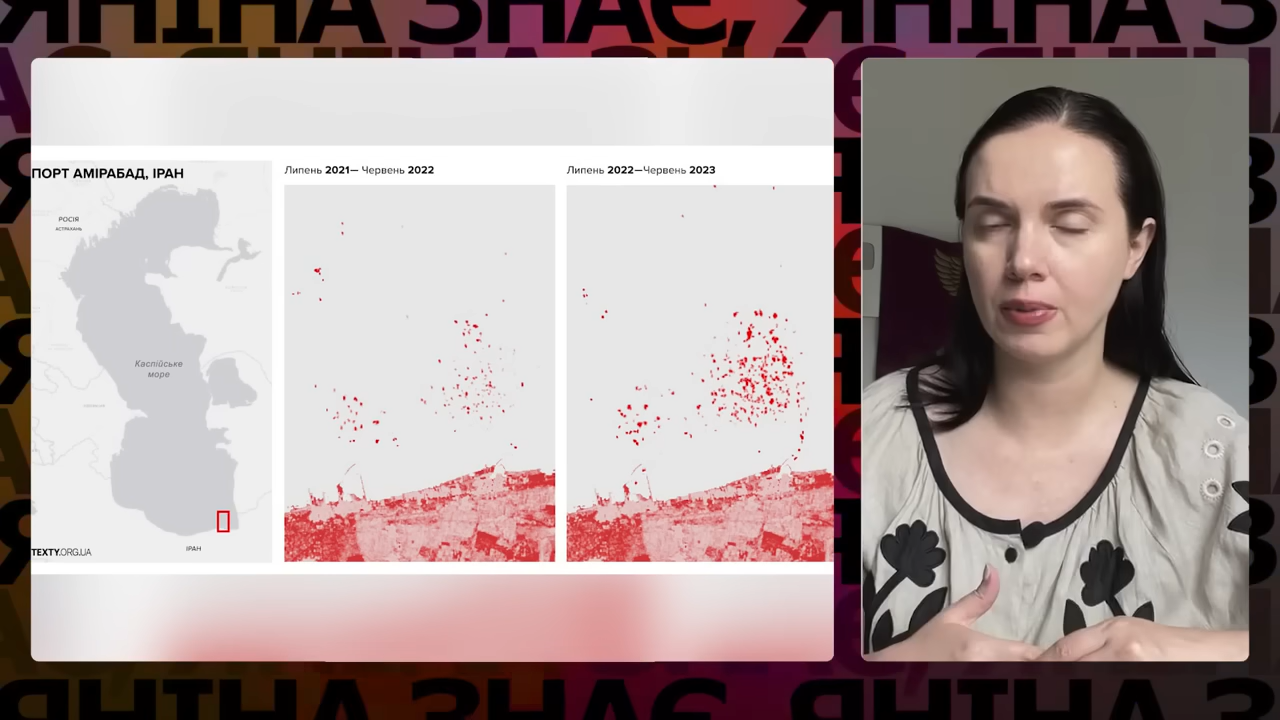 ЯНІНА ЗНАЄ, ЯНІНА З
ПОРТ АМІРАБАД, ІРАН
Липень 2021— Червень 2022
Липень 2022—Червень 2023
РОСІЯ
АСТРАХАНЬ
Каспійське
море
TEXTY.ORG.UA
ІРАН
ЯНІНА ЗНАЄ, ЯНІНА З